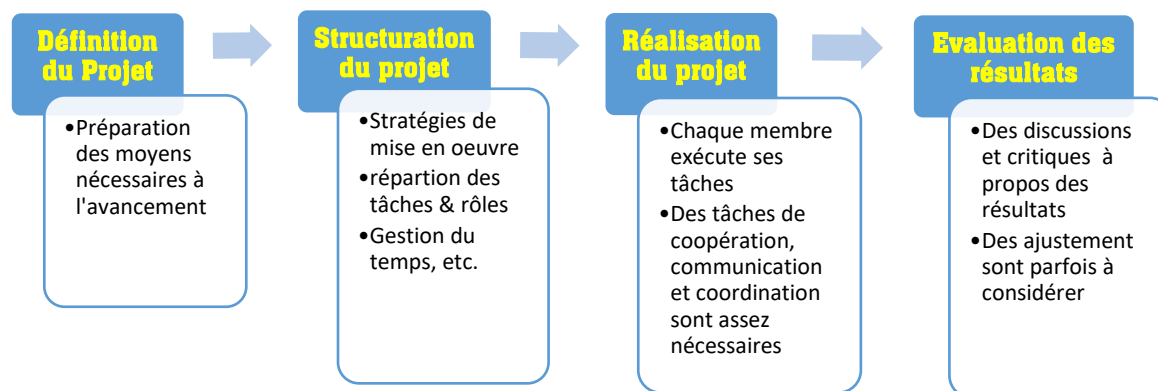 Définition
du Projet
•Préparation
des moyens
nécessaires à
l'avancement
Structuration
du projet
•Stratégies de
mise en oeuvre
•répartion des
tâches & rôles
•Gestion du
temps, etc.
Réalisation
du projet
•Chaque membre
exécute ses
tâches
•Des tâches de
coopération,
communication
et coordination
sont assez
nécessaires
Evaluation des
résultats
•Des discussions
et critiques à
propos des
résultats
•Des ajustement
sont parfois à
considérer